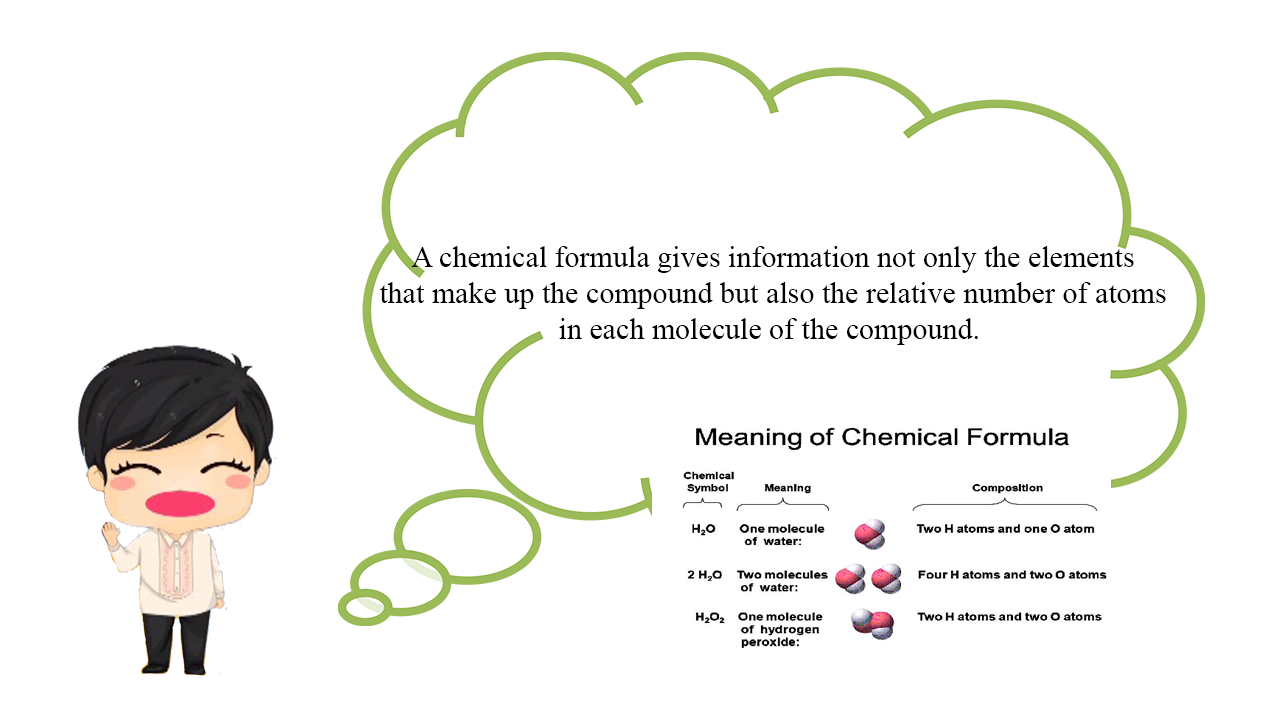 A chemical formula gives information not only the elements
that make up the compound but also the relative number of atoms
in each molecule of the compound.
Meaning of Chemical Formula
Chemical
Symbol
Meaning
Composition
H₂O
One molecule
of water:
Two H atoms and one O atom
2 H₂O
Two molecules
of water:
Four H atoms and two O atoms
H₂O₂
One molecule
of hydrogen
peroxide:
Two H atoms and two O atoms